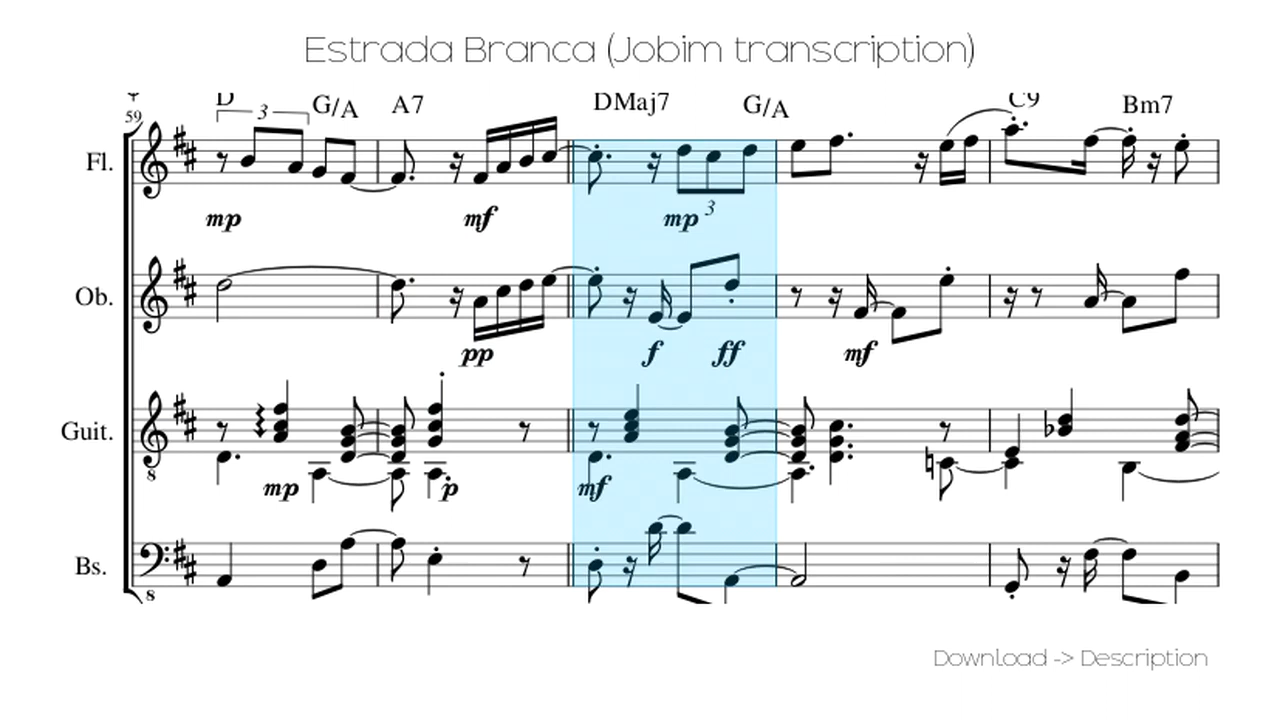 Estrada Branca (Jobim transcription)
D G/A A7 DMaj7 G/A C9 Bm7
59 3
Fl.
mp mf mp 3
Ob.
pp f ff mf
Guit.
8
mp p mf
Bs.
8
Download -> Description